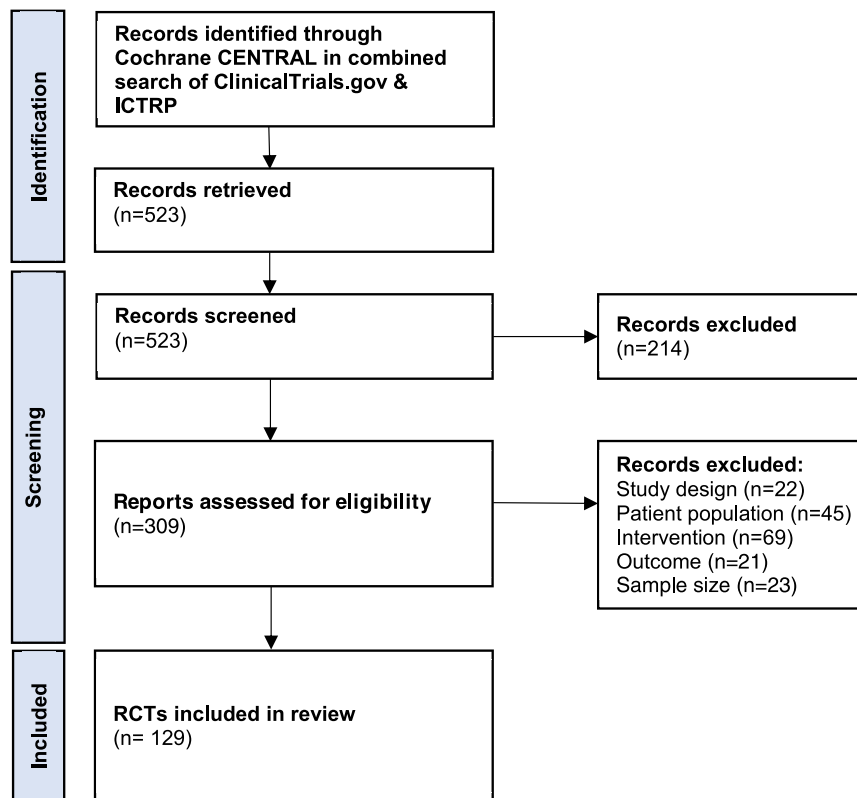 Identification
Records identified through
Cochrane CENTRAL in combined
search of ClinicalTrials.gov &
ICTRP
Records retrieved
(n=523)
Screening
Records screened
(n=523)
Records excluded
(n=214)
Reports assessed for eligibility
(n=309)
Records excluded:
Study design (n=22)
Patient population (n=45)
Intervention (n=69)
Outcome (n=21)
Sample size (n=23)
Included
RCTs included in review
(n= 129)